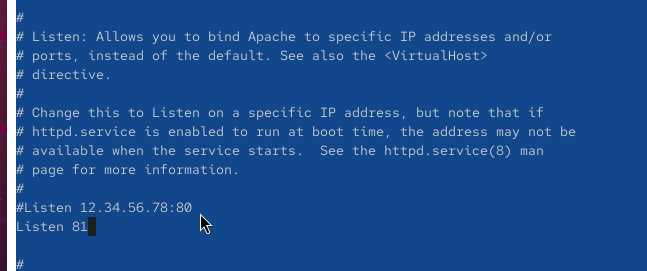 #
# Listen: Allows you to bind Apache to specific IP addresses and/or
# ports, instead of the default. See also the <VirtualHost>
# directive.
#
# Change this to Listen on a specific IP address, but note that if
# httpd.service is enabled to run at boot time, the address may not be
# available when the service starts.  See the httpd.service(8) man
# page for more information.
#
#Listen 12.34.56.78:80
Listen 81
#